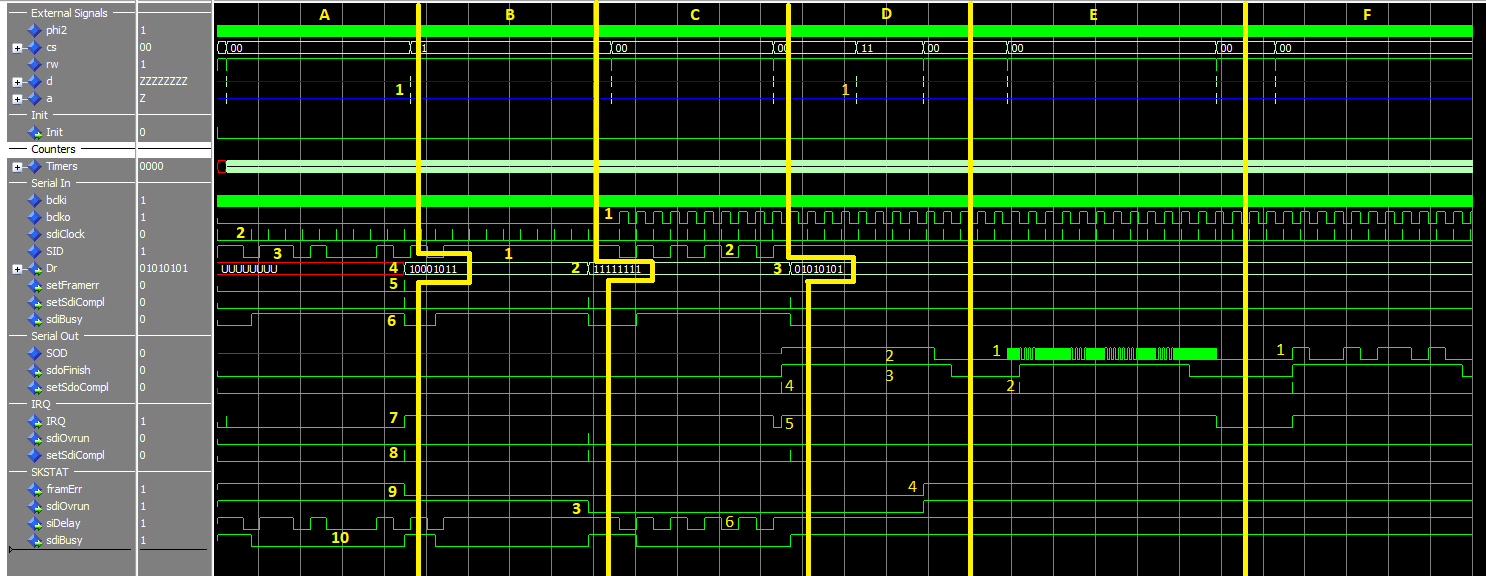 A B C D E F
External Signals
phi2 1
cs 00 00 1 00 00 11 00 00 00 00
rw 1
d ZZZZZZZZ
a Z 1 1
Init
Init 0
Counters
Timers 0000
Serial In
bclki 1
bclko 1 1
sdiClock 0 2
SID 1 3 1 2
Dr 01010101 UUUUUUUU 4 10001011 2 11111111 3 01010101
setFramerr 0 5
setSdiCompl 0
sdiBusy 0 6
Serial Out
SOD 0 2 1 1
sdoFinish 0 3
setSdoCompl 0 4 2
IRQ
IRQ 1 7 5
sdiOvrun 0
setSdiCompl 0 8
SKSTAT
framErr 1 9 4
sdiOvrun 1 3
siDelay 1 6
sdiBusy 1 10